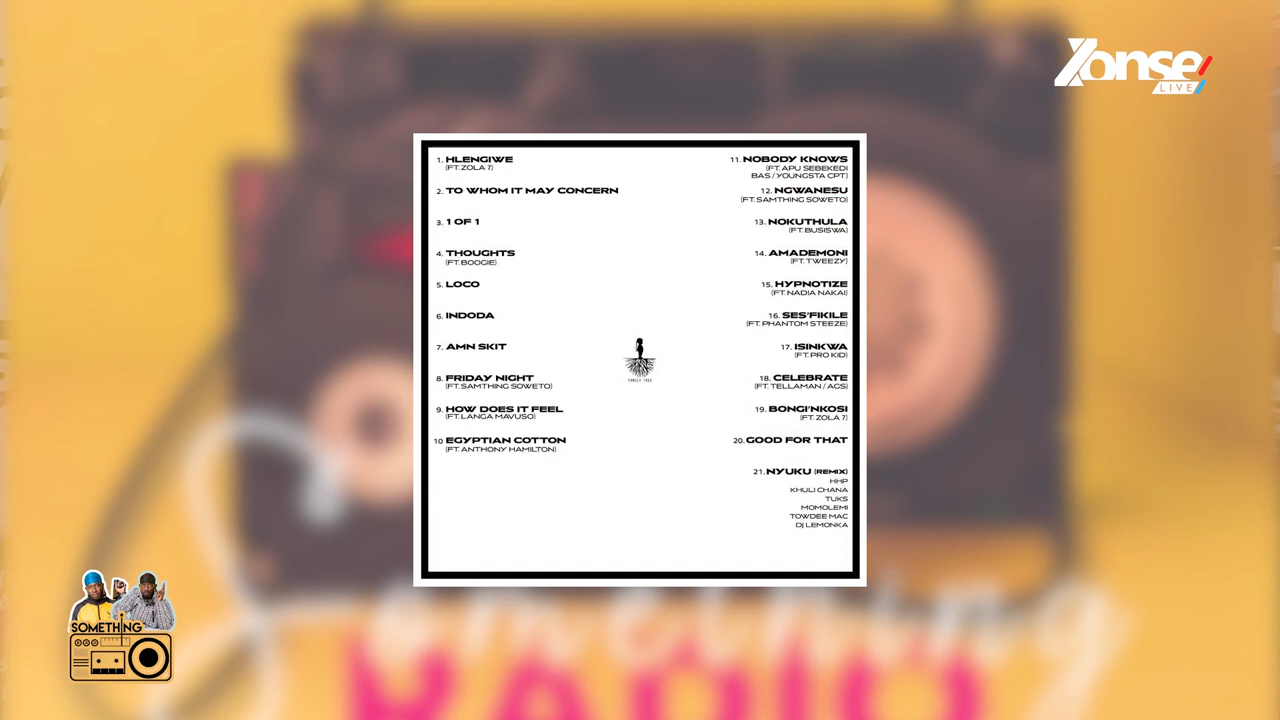 Xonse
LIVE
1. HLENGIWE
(FT. ZOLA 7)
2. TO WHOM IT MAY CONCERN
3. 1 OF 1
4. THOUGHTS
(FT. BOOGIE)
5. LOCO
6. INDODA
7. AMN SKIT
8. FRIDAY NIGHT
(FT. SAMTHING SOWETO)
9. HOW DOES IT FEEL
(FT. LANGA MAVUSO)
10 EGYPTIAN COTTON
(FT. ANTHONY HAMILTON)
FAMILY TREE
11. NOBODY KNOWS
(FT. APU SEBEKEDI
BAS / YOUNGSTA CPT)
12. NGWANESU
(FT. SAMTHING SOWETO)
13. NOKUTHULA
(FT. BUSISWA)
14. AMADEMONI
(FT. TWEEZY)
15. HYPNOTIZE
(FT. NADIA NAKAI)
16. SES'FIKILE
(FT. PHANTOM STEEZE)
17. ISINKWA
(FT. PRO KID)
18. CELEBRATE
(FT. TELLAMAN / AGS)
19. BONGI'NKOSI
(FT. ZOLA 7)
20. GOOD FOR THAT
21. NYUKU (REMIX)
HHP
KHULI CHANA
TUKS
MOMOLEMI
TOWDEE MAC
DJ LEMONKA
SOMETHING
Something
RADIO